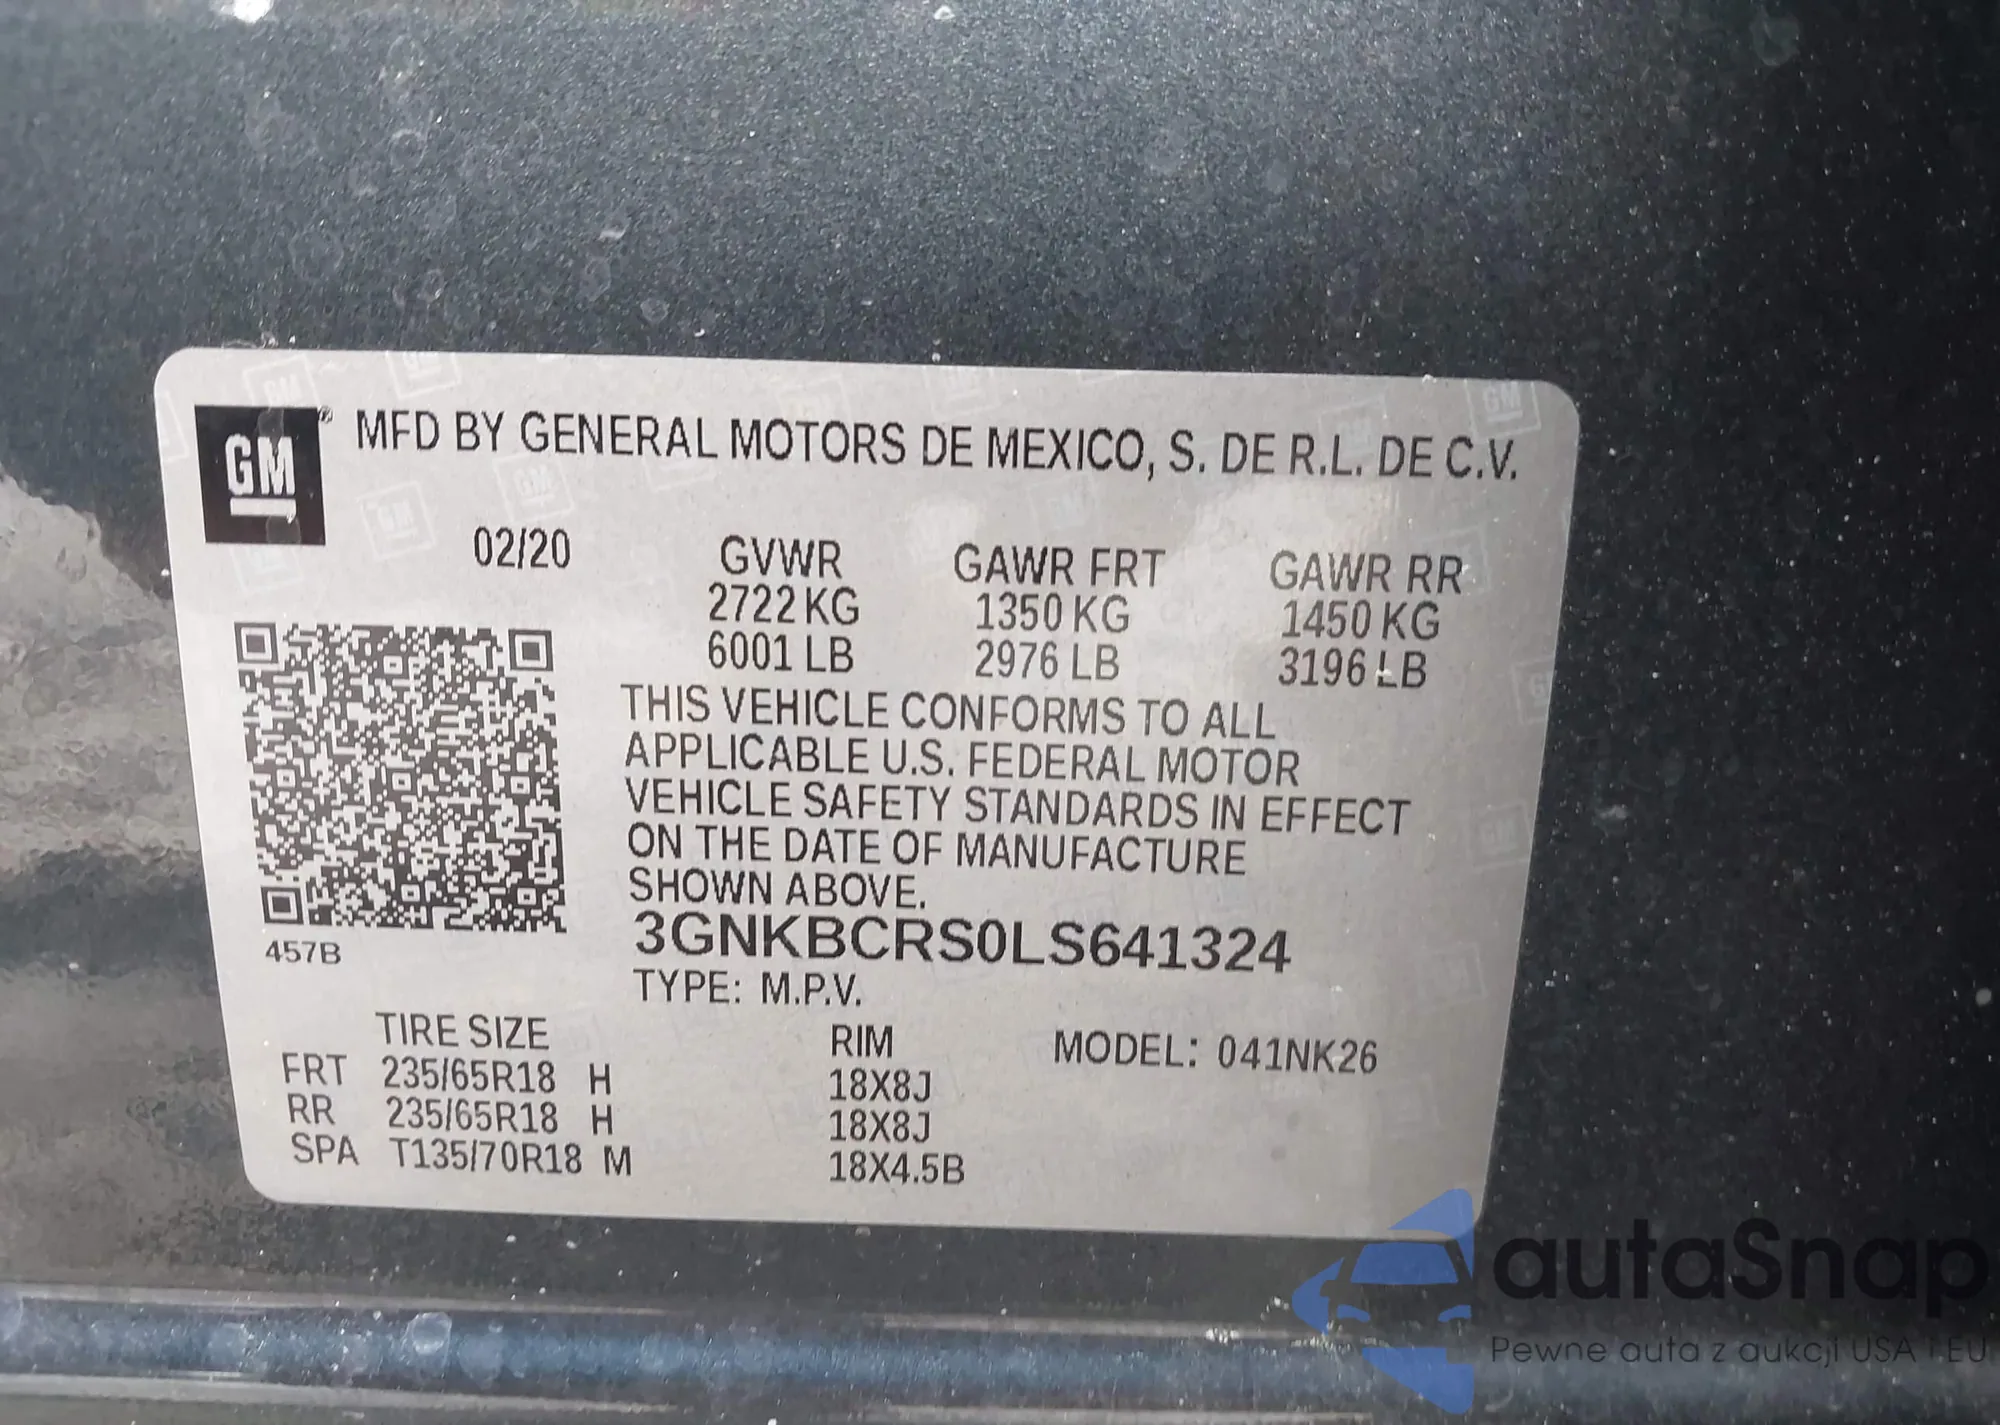 GM® MFD BY GENERAL MOTORS DE MEXICO, S. DE R.L. DE C.V.
02/20 GVWR GAWR FRT GAWR RR
2722 KG 1350 KG 1450 KG
6001 LB 2976 LB 3196 LB
THIS VEHICLE CONFORMS TO ALL
APPLICABLE U.S. FEDERAL MOTOR
VEHICLE SAFETY STANDARDS IN EFFECT
ON THE DATE OF MANUFACTURE
SHOWN ABOVE.
457B 3GNKBCRS0LS641324
TYPE: M.P.V.
TIRE SIZE RIM MODEL: 041NK26
FRT 235/65R18 H 18X8J
RR 235/65R18 H 18X8J
SPA T135/70R18 M 18X4.5B
autaSnap
Pewne auta z aukcji USA i EU